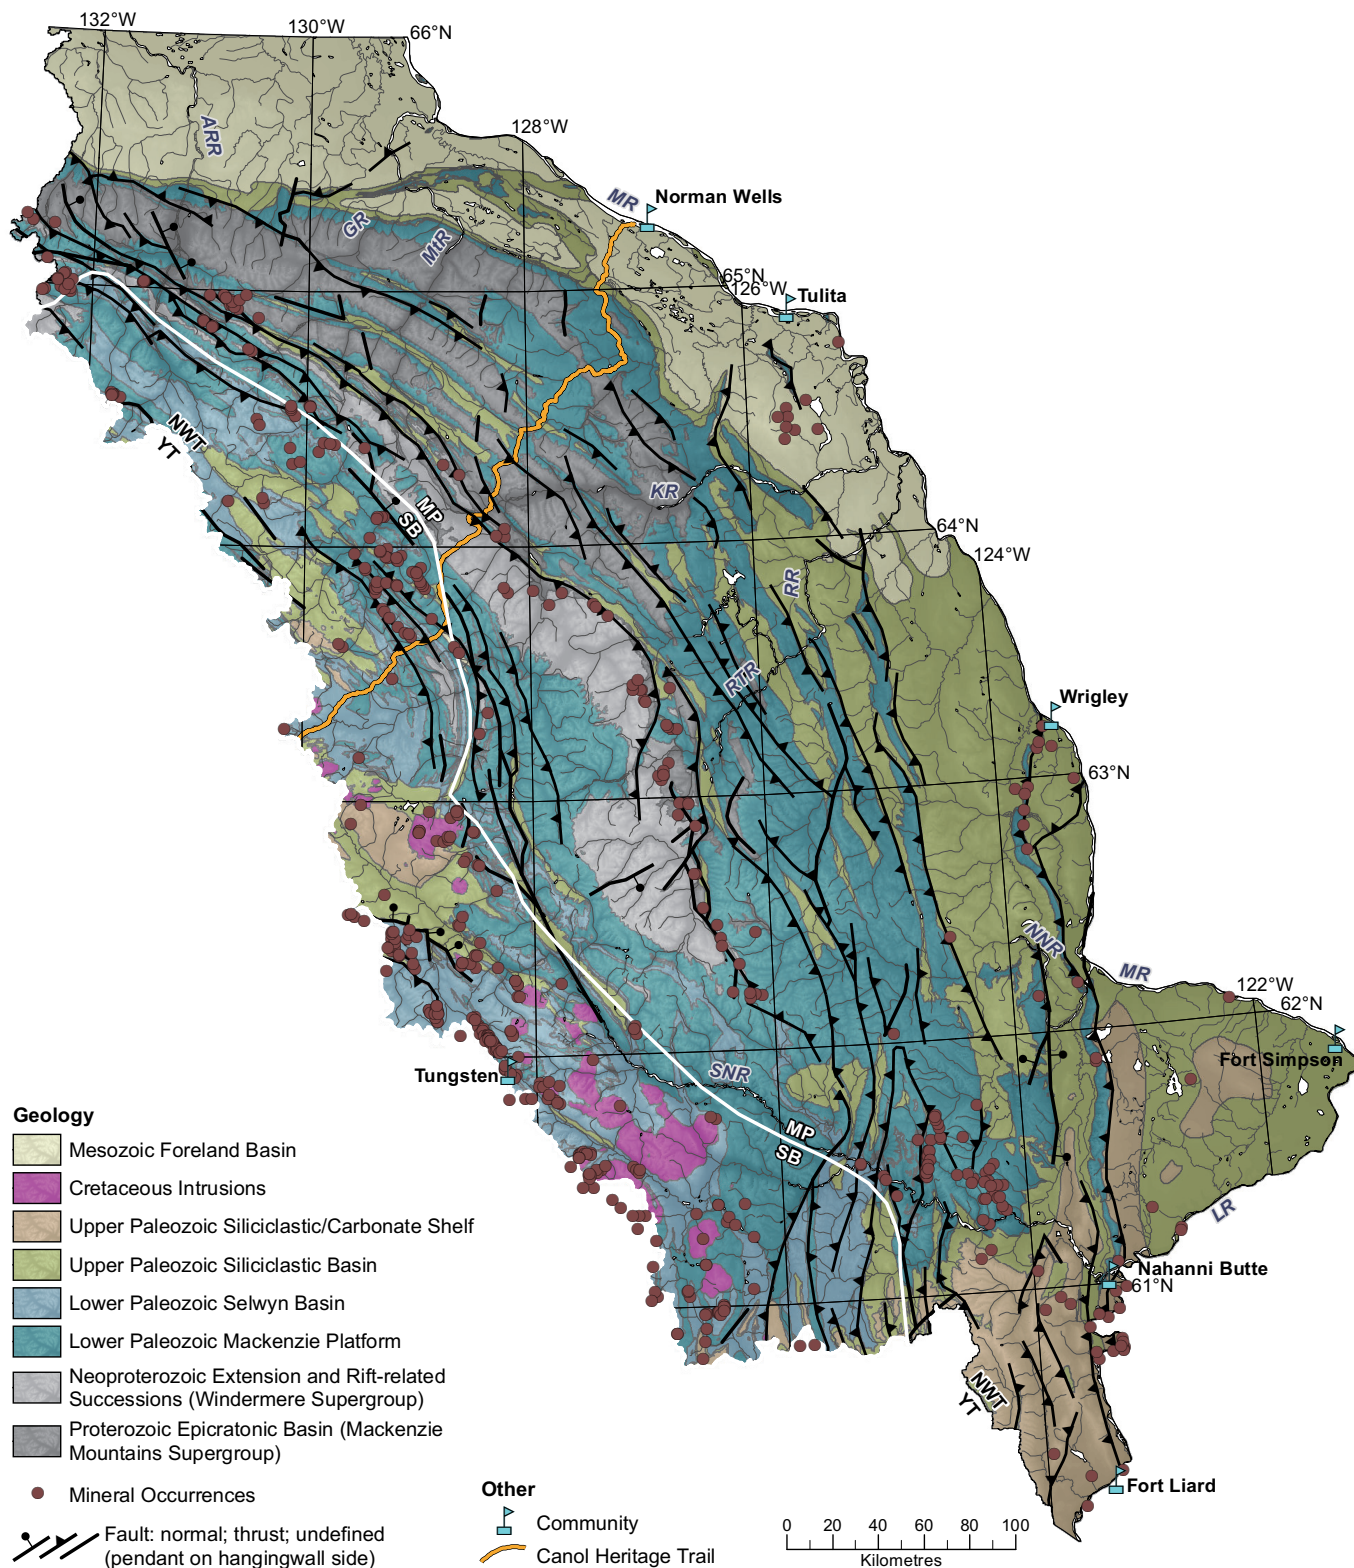 132°W
130°W
66°N
128°W
ARR
MR
Norman Wells
GR
MtR
65°N
126°W
Tulita
NWT
YT
KR
MP
SB
64°N
124°W
RR
RTR
Wrigley
63°N
NNR
MR
122°W
62°N
Fort Simpson
Tungsten
SNR
MP
SB
LR
Nahanni Butte
61°N
NWT
YT
Fort Liard
Geology
Mesozoic Foreland Basin
Cretaceous Intrusions
Upper Paleozoic Siliciclastic/Carbonate Shelf
Upper Paleozoic Siliciclastic Basin
Lower Paleozoic Selwyn Basin
Lower Paleozoic Mackenzie Platform
Neoproterozoic Extension and Rift-related
Successions (Windermere Supergroup)
Proterozoic Epicratonic Basin (Mackenzie
Mountains Supergroup)
Mineral Occurrences
Fault: normal; thrust; undefined
(pendant on hangingwall side)
Other
Community
Canol Heritage Trail
0 20 40 60 80 100
Kilometres